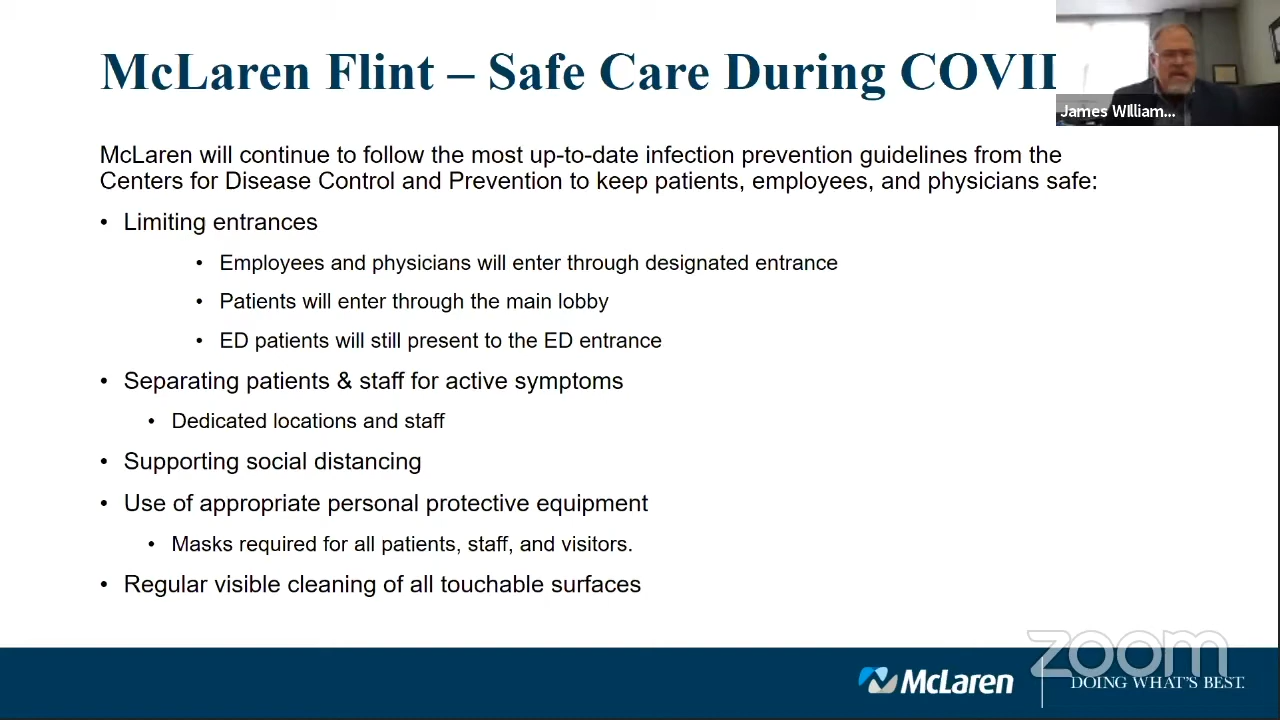 McLaren Flint – Safe Care During COVI
James WIlliam...
McLaren will continue to follow the most up-to-date infection prevention guidelines from the
Centers for Disease Control and Prevention to keep patients, employees, and physicians safe:
• Limiting entrances
• Employees and physicians will enter through designated entrance
• Patients will enter through the main lobby
• ED patients will still present to the ED entrance
• Separating patients & staff for active symptoms
• Dedicated locations and staff
• Supporting social distancing
• Use of appropriate personal protective equipment
• Masks required for all patients, staff, and visitors.
• Regular visible cleaning of all touchable surfaces
zoom
McLaren
DOING WHAT'S BEST.